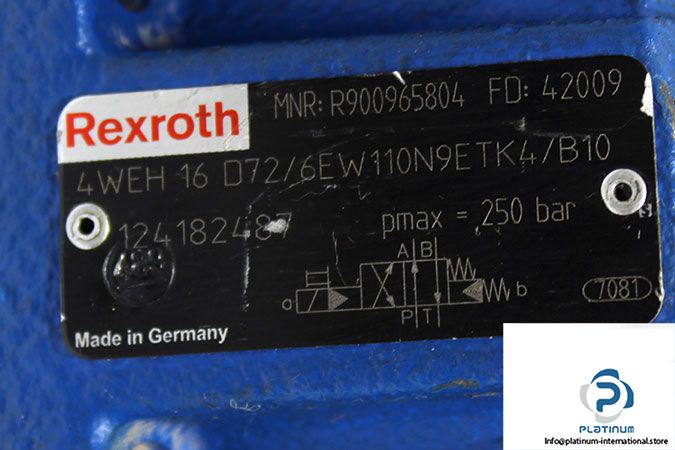 Rexroth
MNR: R900965804 FD: 42009
4WEH 16 D72/6EW110N9ETK4/B10
124182487
pmax = 250 bar
A B
a
b
P T
7081
489
Made in Germany
PLATINUM
Info@platinum-international.store